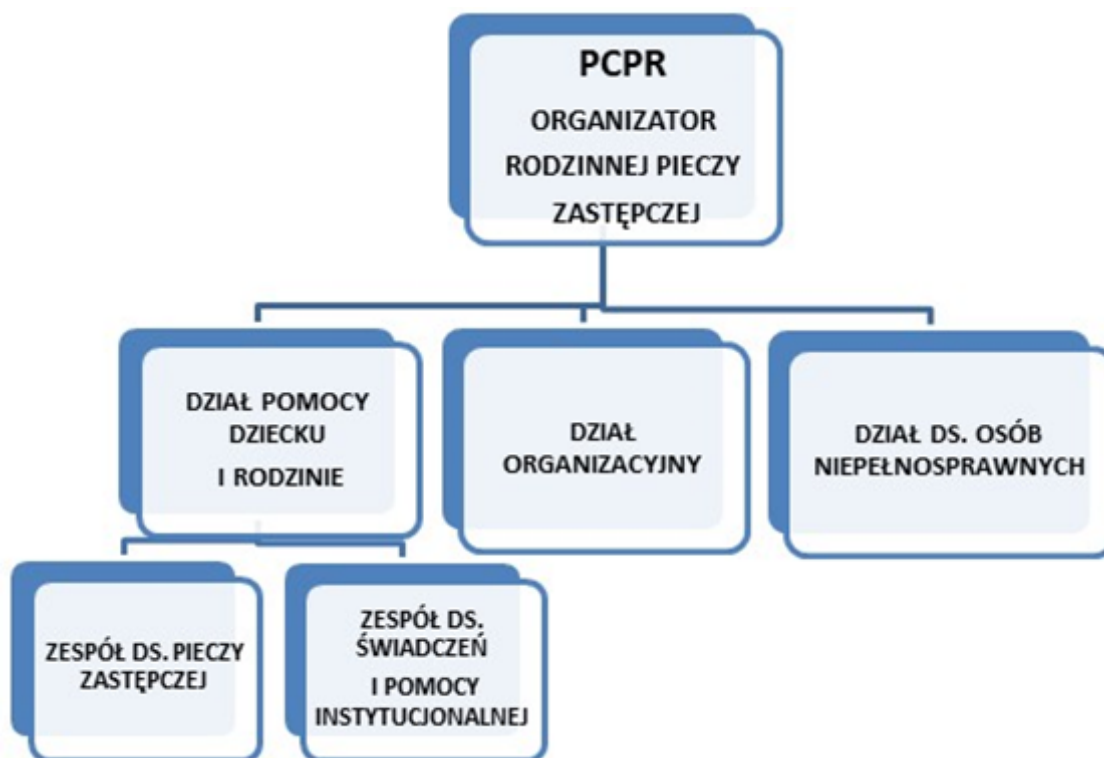 PCPR
ORGANIZATOR
RODZINNEJ PIECZY
ZASTĘPCZEJ
DZIAŁ POMOCY
DZIECKU
I RODZINIE
DZIAŁ
ORGANIZACYJNY
DZIAŁ DS. OSÓB
NIEPEŁNOSPRAWNYCH
ZESPÓŁ DS. PIECZY
ZASTĘPCZEJ
ZESPÓŁ DS.
ŚWIADCZEŃ
I POMOCY
INSTYTUCJONALNEJ